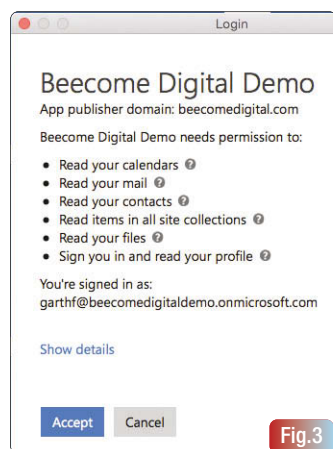 Login
Beecome Digital Demo
App publisher domain: beecomedigital.com
Beecome Digital Demo needs permission to:
• Read your calendars ?
• Read your mail ?
• Read your contacts ?
• Read items in all site collections ?
• Read your files ?
• Sign you in and read your profile ?
You're signed in as:
garthf@beecomedigitaldemo.onmicrosoft.com
Show details
Accept Cancel
Fig.3